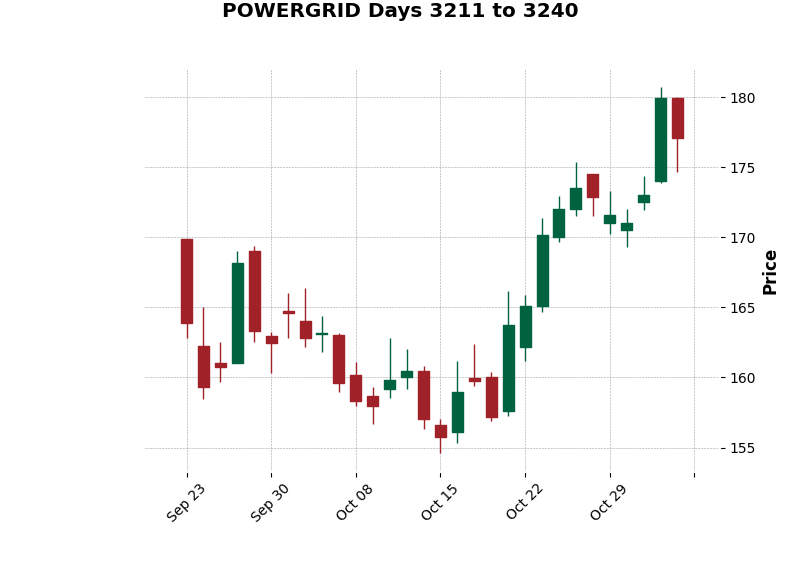 POWERGRID Days 3211 to 3240
180
175
170
165
160
155
Price
Sep 23
Sep 30
Oct 08
Oct 15
Oct 22
Oct 29